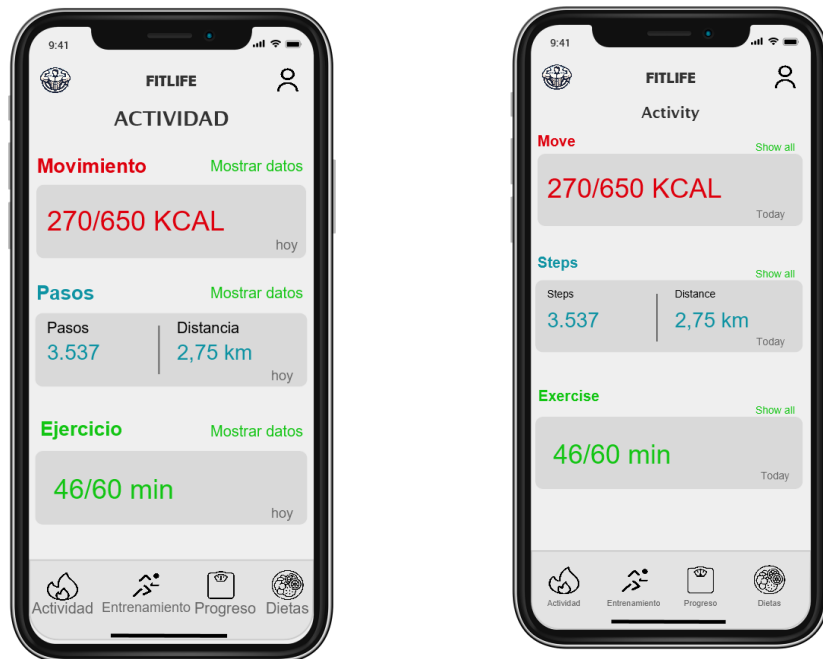 9:41
FITLIFE
ACTIVIDAD
Movimiento Mostrar datos
270/650 KCAL
hoy
Pasos Mostrar datos
Pasos Distancia
3.537 2,75 km
hoy
Ejercicio Mostrar datos
46/60 min
hoy
Actividad Entrenamiento Progreso Dietas
9:41
FITLIFE
Activity
Move Show all
270/650 KCAL
Today
Steps Show all
Steps Distance
3.537 2,75 km
Today
Exercise Show all
46/60 min
Today
Actividad Entrenamiento Progreso Dietas